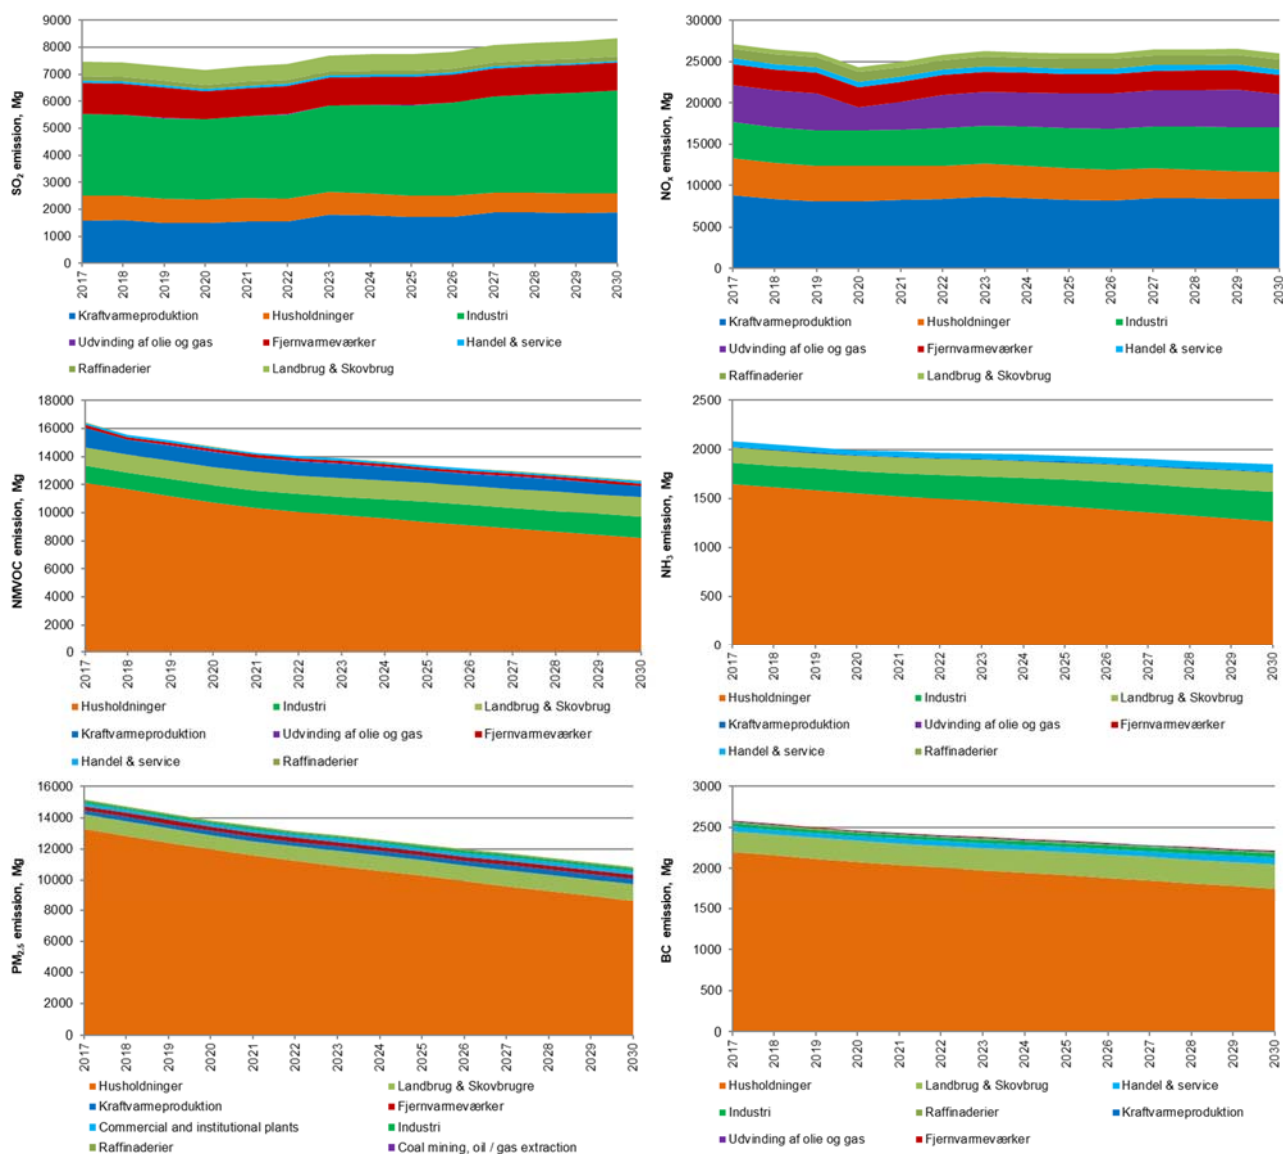 SO2 emission, Mg
9000
8000
7000
6000
5000
4000
3000
2000
1000
0
2017 2018 2019 2020 2021 2022 2023 2024 2025 2026 2027 2028 2029 2030
Kraftvarmeproduktion Husholdninger Industri
Udvinding af olie og gas Fjernvarmeværker Handel & service
Raffinaderier Landbrug & Skovbrug
NOx emission, Mg
30000
25000
20000
15000
10000
5000
0
2017 2018 2019 2020 2021 2022 2023 2024 2025 2026 2027 2028 2029 2030
Kraftvarmeproduktion Husholdninger Industri
Udvinding af olie og gas Fjernvarmeværker Handel & service
Raffinaderier Landbrug & Skovbrug
NMVOC emission, Mg
18000
16000
14000
12000
10000
8000
6000
4000
2000
0
2017 2018 2019 2020 2021 2022 2023 2024 2025 2026 2027 2028 2029 2030
Husholdninger Industri Landbrug & Skovbrug
Kraftvarmeproduktion Udvinding af olie og gas Fjernvarmeværker
Handel & service Raffinaderier
NH3 emission, Mg
2500
2000
1500
1000
500
0
2017 2018 2019 2020 2021 2022 2023 2024 2025 2026 2027 2028 2029 2030
Husholdninger Industri Landbrug & Skovbrug
Kraftvarmeproduktion Udvinding af olie og gas Fjernvarmeværker
Handel & service Raffinaderier
PM2.5 emission, Mg
16000
14000
12000
10000
8000
6000
4000
2000
0
2017 2018 2019 2020 2021 2022 2023 2024 2025 2026 2027 2028 2029 2030
Husholdninger Landbrug & Skovbrugre
Kraftvarmeproduktion Fjernvarmeværker
Commercial and institutional plants Industri
Raffinaderier Coal mining, oil / gas extraction
BC emission, Mg
3000
2500
2000
1500
1000
500
0
2017 2018 2019 2020 2021 2022 2023 2024 2025 2026 2027 2028 2029 2030
Husholdninger Landbrug & Skovbrug Handel & service
Industri Raffinaderier Kraftvarmeproduktion
Udvinding af olie og gas Fjernvarmeværker